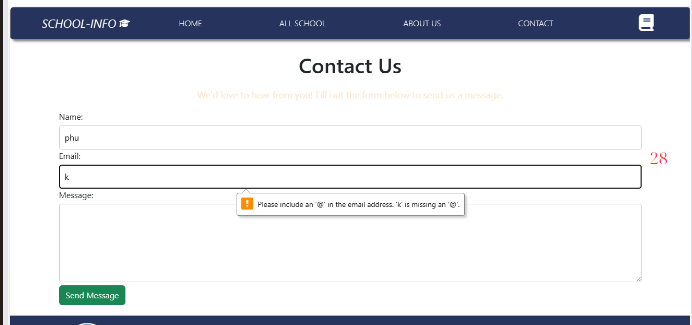 SCHOOL-INFO HOME ALL SCHOOL ABOUT US CONTACT
Contact Us
We'd love to hear from you! Fill out the form below to send us a message.
Name:
phu
28
Email:
k
Message:
Please include an '@' in the email address. 'k' is missing an '@'.
Send Message